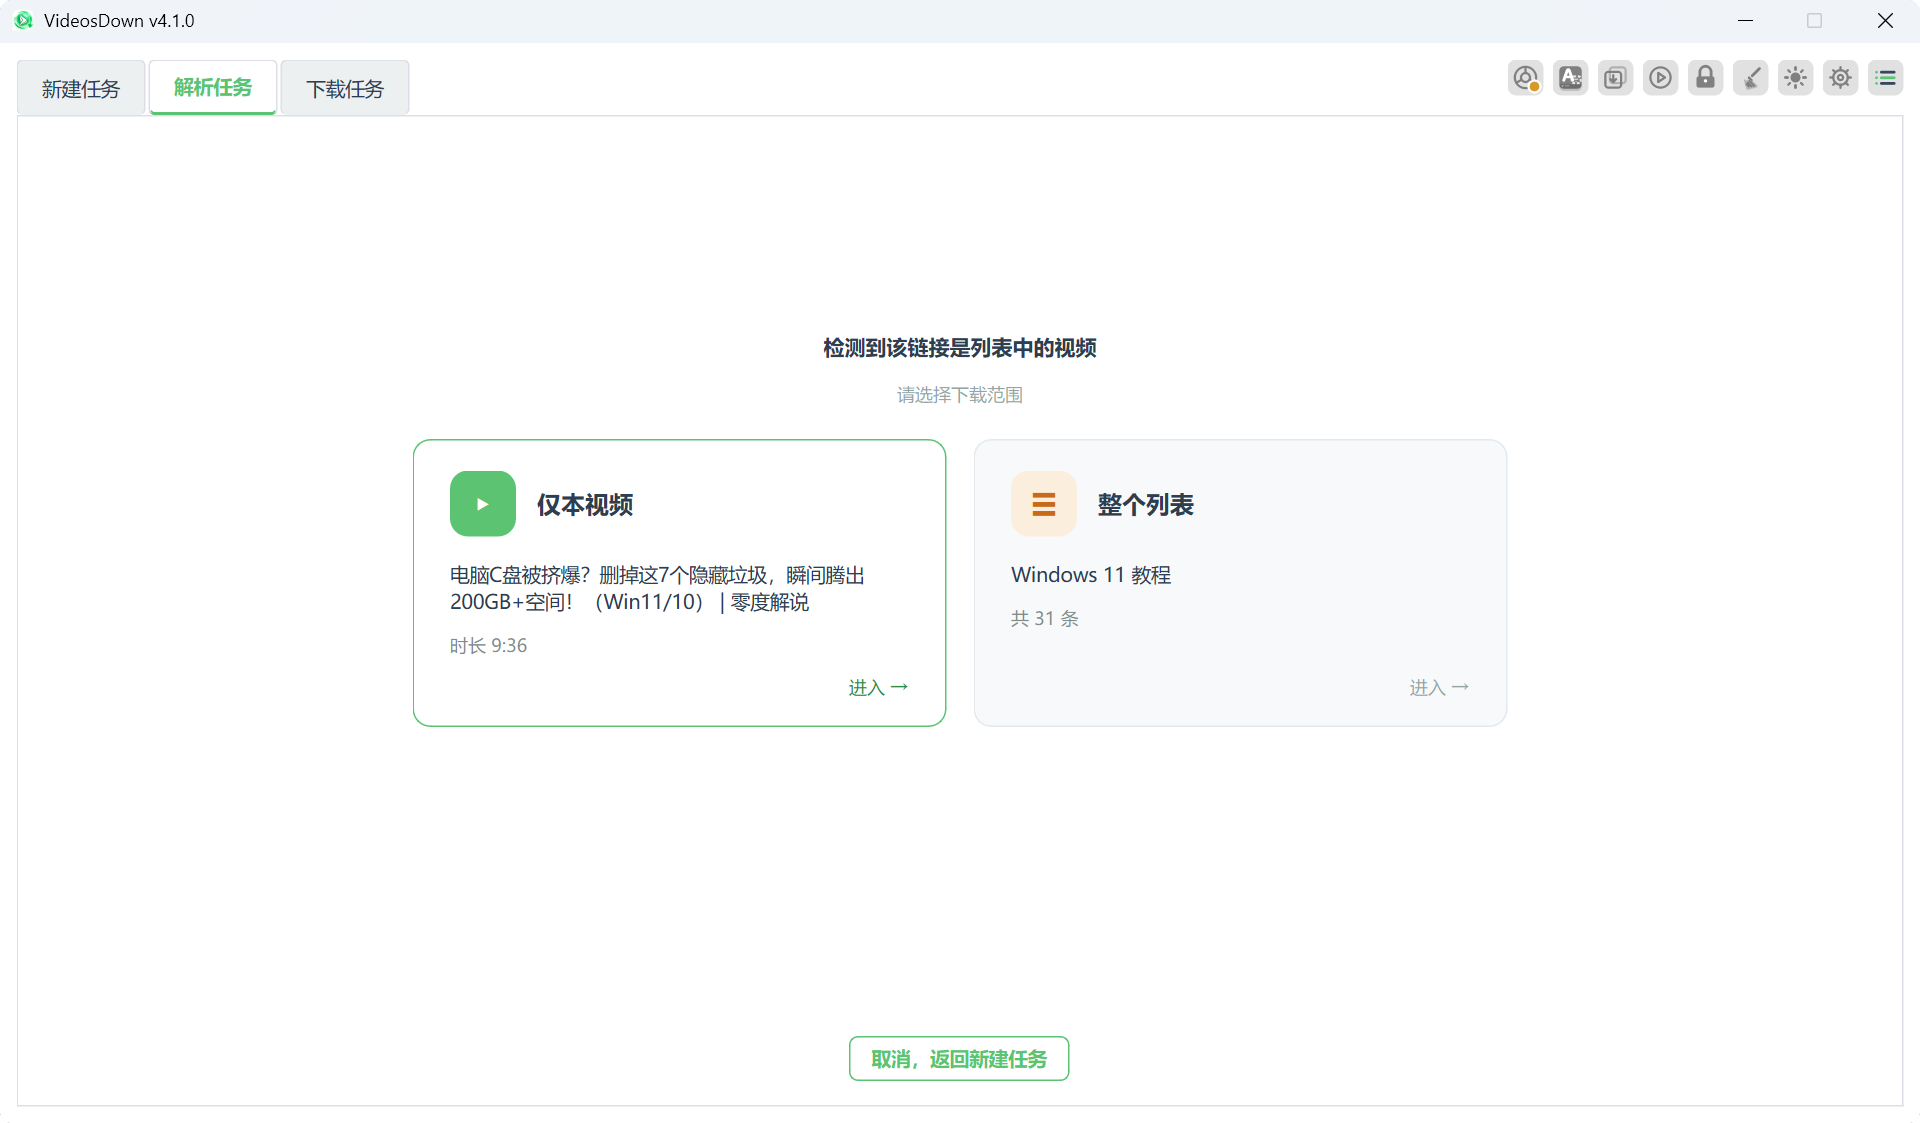 VideosDown v4.1.0
新建任务
解析任务
下载任务
检测到该链接是列表中的视频
请选择下载范围
仅本视频
电脑C盘被挤爆？删掉这7个隐藏垃圾，瞬间腾出
200GB+空间！（Win11/10） | 零度解说
时长 9:36
进入 →
整个列表
Windows 11 教程
共 31 条
进入 →
取消，返回新建任务